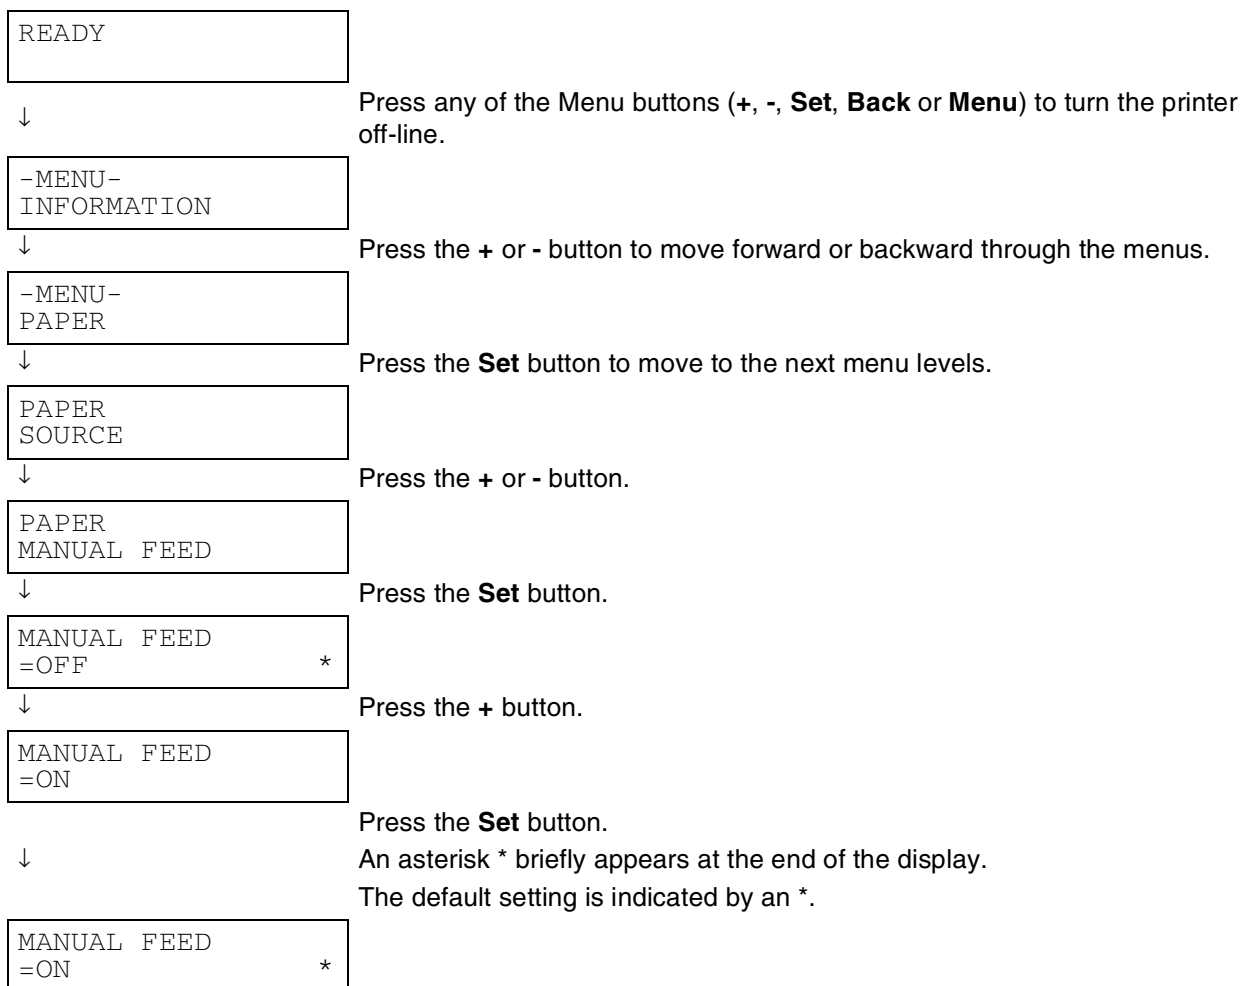 READY
↓ Press any of the Menu buttons (+, -, Set, Back or Menu) to turn the printer
off-line.
-MENU-
INFORMATION
↓ Press the + or - button to move forward or backward through the menus.
-MENU-
PAPER
↓ Press the Set button to move to the next menu levels.
PAPER
SOURCE
↓ Press the + or - button.
PAPER
MANUAL FEED
↓ Press the Set button.
MANUAL FEED
=OFF *
↓ Press the + button.
MANUAL FEED
=ON
Press the Set button.
↓ An asterisk * briefly appears at the end of the display.
The default setting is indicated by an *.
MANUAL FEED
=ON *